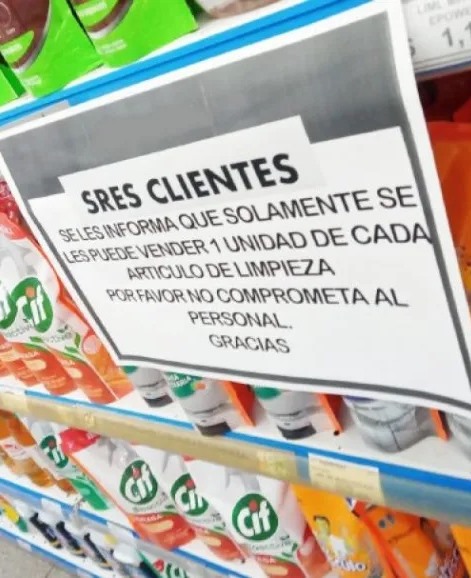 SRES CLIENTES
SE LES INFORMA QUE SOLAMENTE SE
LES PUEDE VENDER 1 UNIDAD DE CADA
ARTICULO DE LIMPIEZA
POR FAVOR NO COMPROMETA AL
PERSONAL.
GRACIAS
Cif
Cif
Cif
Cif
Cif